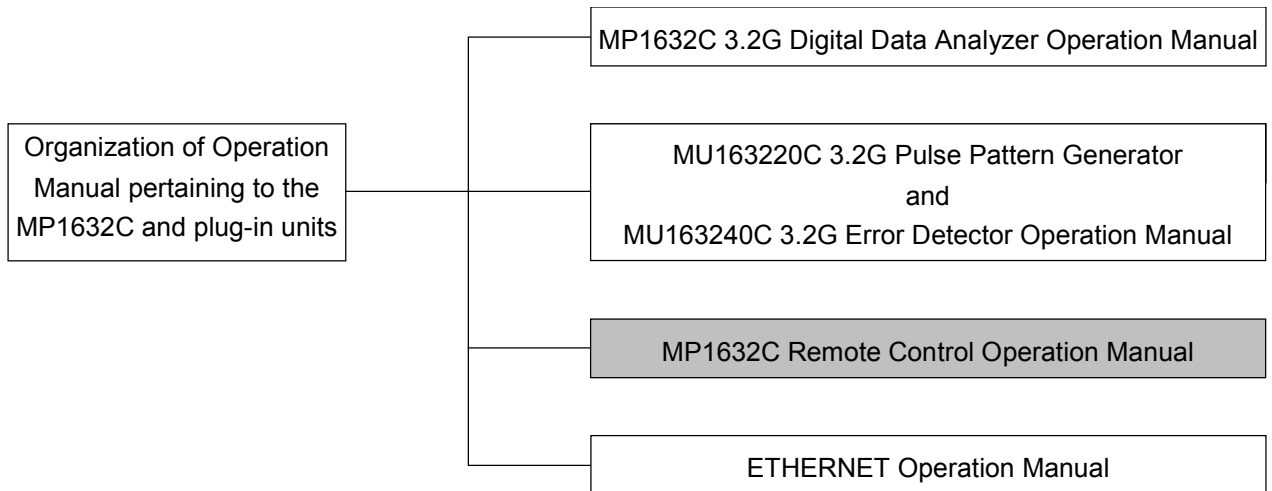 Organization of Operation
Manual pertaining to the
MP1632C and plug-in units
MP1632C 3.2G Digital Data Analyzer Operation Manual
MU163220C 3.2G Pulse Pattern Generator
and
MU163240C 3.2G Error Detector Operation Manual
MP1632C Remote Control Operation Manual
ETHERNET Operation Manual